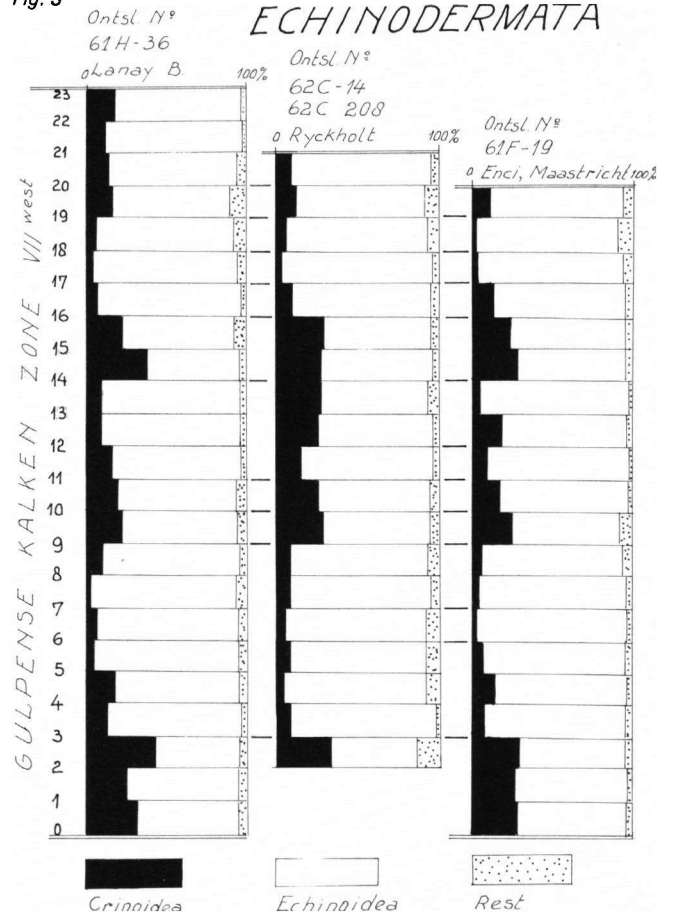 Fig. 3
ECHINODERMATA
Ontsl. Nº
61H-36
Lanay B.
0 100%
Ontsl. Nº
62C-14
62C 208
Ryckholt
0 100%
Ontsl. Nº
61F-19
Enci, Maastricht
0 100%
GULPENSE KALKEN ZONE VII west
23
22
21
20
19
18
17
16
15
14
13
12
11
10
9
8
7
6
5
4
3
2
1
0
Crinoidea
Echinoidea
Rest